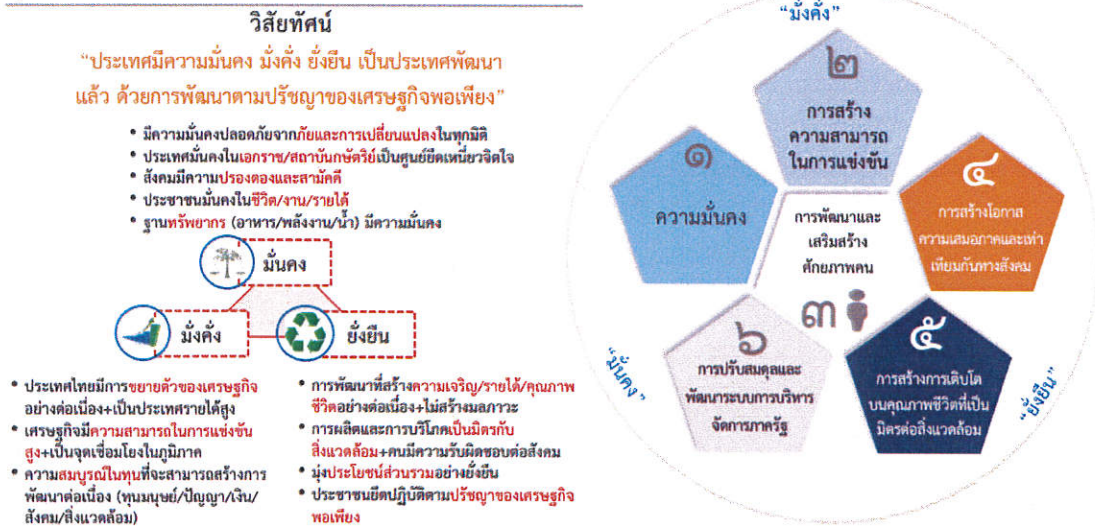 วิสัยทัศน์
“ประเทศมีความมั่นคง มั่งคั่ง ยั่งยืน เป็นประเทศพัฒนา
แล้ว ด้วยการพัฒนาตามปรัชญาของเศรษฐกิจพอเพียง”
• มีความมั่นคงปลอดภัยจากภัยและการเปลี่ยนแปลงในทุกมิติ
• ประเทศมั่นคงในเอกราช/สถาบันกษัตริย์เป็นศูนย์ยึดเหนี่ยวจิตใจ
• สังคมมีความปรองดองและสามัคคี
• ประชาชนมั่นคงในชีวิต/งาน/รายได้
• ฐานทรัพยากร (อาหาร/พลังงาน/น้ำ) มีความมั่นคง
มั่นคง
มั่งคั่ง
ยั่งยืน
• ประเทศไทยมีการขยายตัวของเศรษฐกิจ
อย่างต่อเนื่อง+เป็นประเทศรายได้สูง
• เศรษฐกิจมีความสามารถในการแข่งขัน
สูง+เป็นจุดเชื่อมโยงในภูมิภาค
• ความสมบูรณ์ในทุนที่จะสามารถสร้างการ
พัฒนาต่อเนื่อง (ทุนมนุษย์/ปัญญา/เงิน/
สังคม/สิ่งแวดล้อม)
• การพัฒนาที่สร้างความเจริญ/รายได้/คุณภาพ
ชีวิตอย่างต่อเนื่อง+ไม่สร้างมลภาวะ
• การผลิตและการบริโภคเป็นมิตรกับ
สิ่งแวดล้อม+คนมีความรับผิดชอบต่อสังคม
• มุ่งประโยชน์ส่วนรวมอย่างยั่งยืน
• ประชาชนยึดปฏิบัติตามปรัชญาของเศรษฐกิจ
พอเพียง
“มั่งคั่ง”
๒
การสร้าง
ความสามารถ
ในการแข่งขัน
๑
ความมั่นคง
๔
การสร้างโอกาส
ความเสมอภาคและเท่า
เทียมกันทางสังคม
การพัฒนาและ
เสริมสร้าง
ศักยภาพคน
๓
๖
การปรับสมดุลและ
พัฒนาระบบการบริหาร
จัดการภาครัฐ
๕
การสร้างการเติบโต
บนคุณภาพชีวิตที่เป็น
มิตรต่อสิ่งแวดล้อม
“มั่นคง”
“ยั่งยืน”